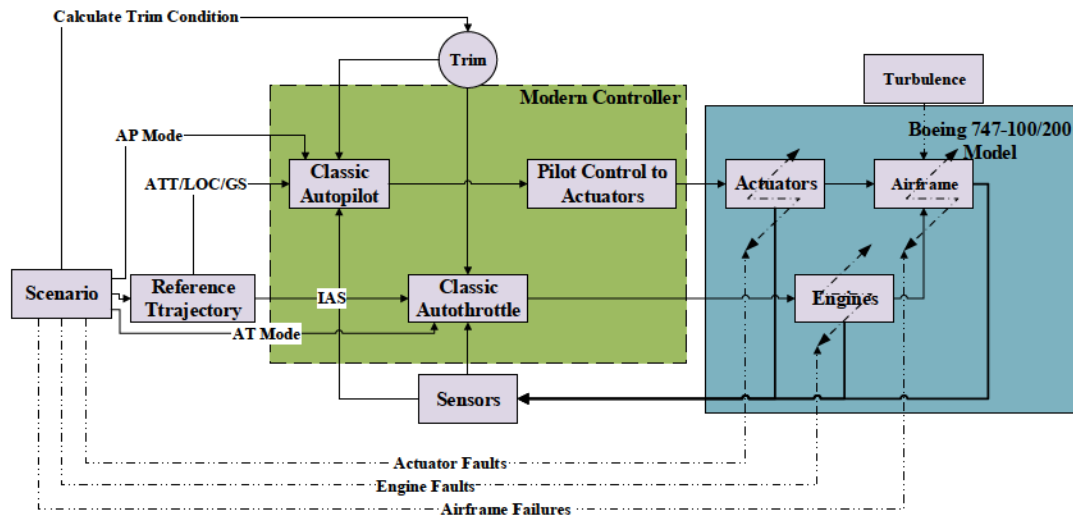 Calculate Trim Condition
Trim
Turbulence
Modern Controller
Boeing 747-100/200
Model
AP Mode
ATT/LOC/GS
Classic
Autopilot
Pilot Control to
Actuators
Actuators
Airframe
Scenario
Reference
Ttrajectory
IAS
Classic
Autothrottle
Engines
AT Mode
Sensors
Actuator Faults
Engine Faults
Airframe Failures